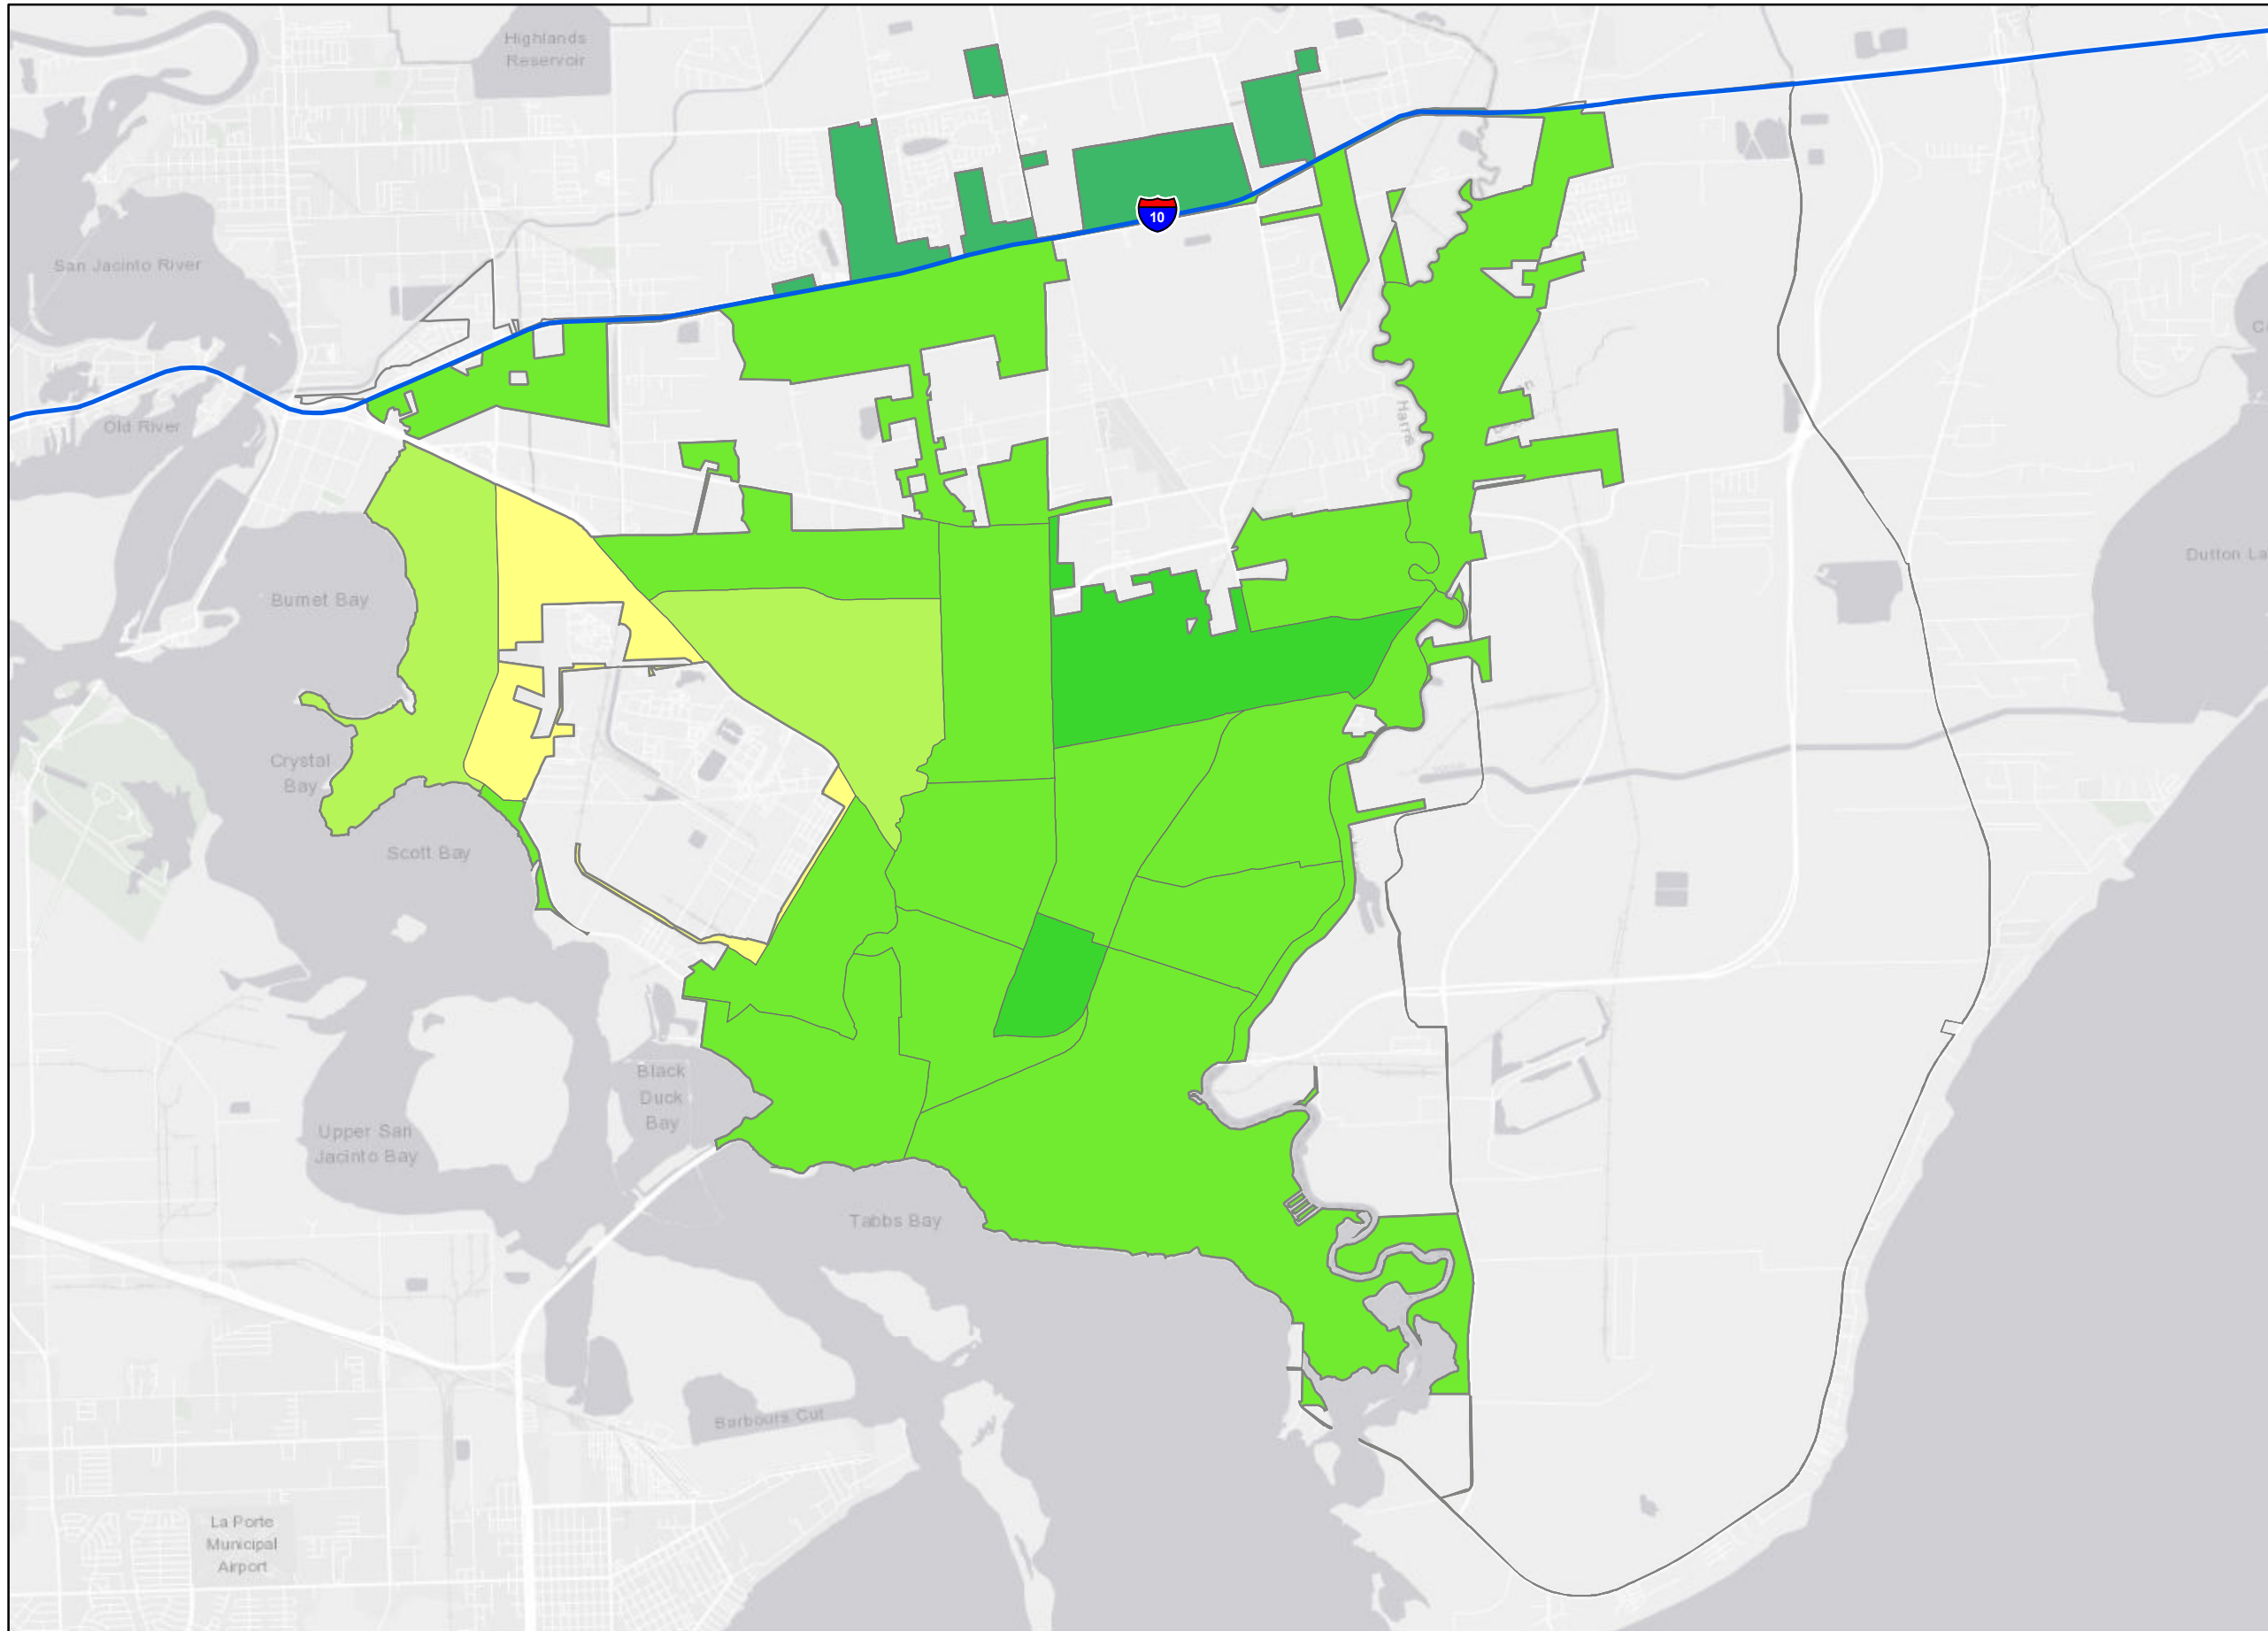 Highlands
Reservoir
10
San Jacinto River
Old River
Harris
Burnet Bay
Dutton La
Crystal
Bay
Scott Bay
Black
Duck
Bay
Upper San
Jacinto Bay
Tabbs Bay
Barbours Cut
La Porte
Municipal
Airport